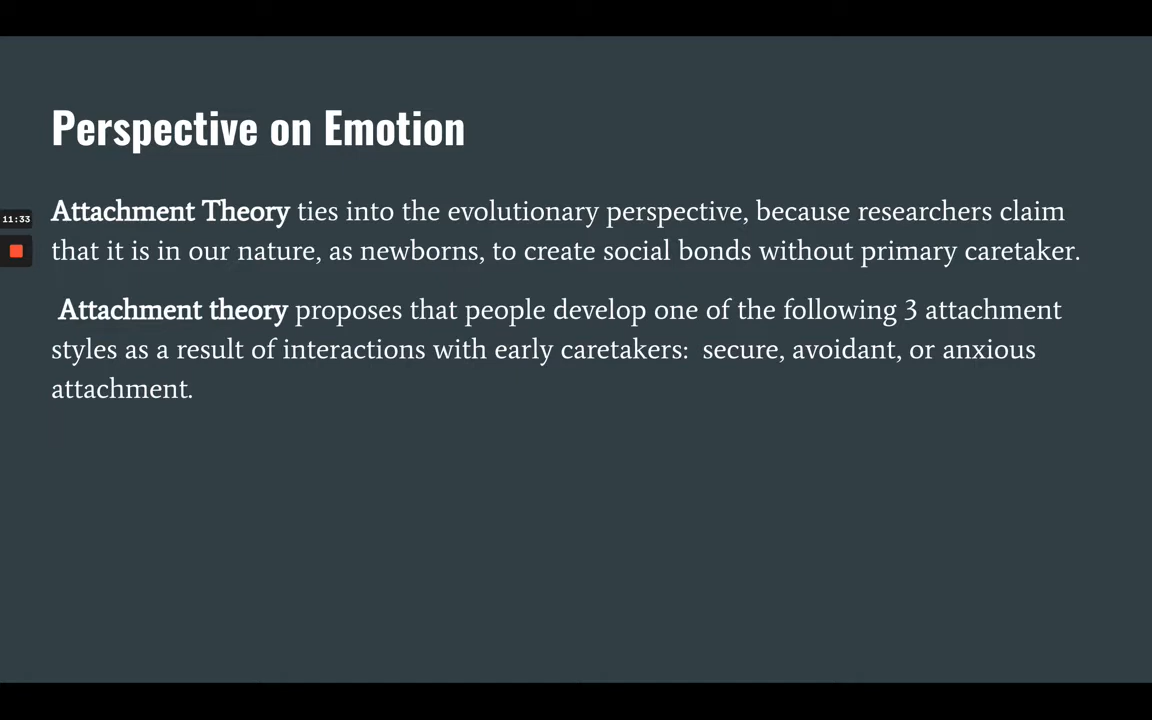 Perspective on Emotion
11:33
Attachment Theory ties into the evolutionary perspective, because researchers claim
that it is in our nature, as newborns, to create social bonds without primary caretaker.
Attachment theory proposes that people develop one of the following 3 attachment
styles as a result of interactions with early caretakers:  secure, avoidant, or anxious
attachment.